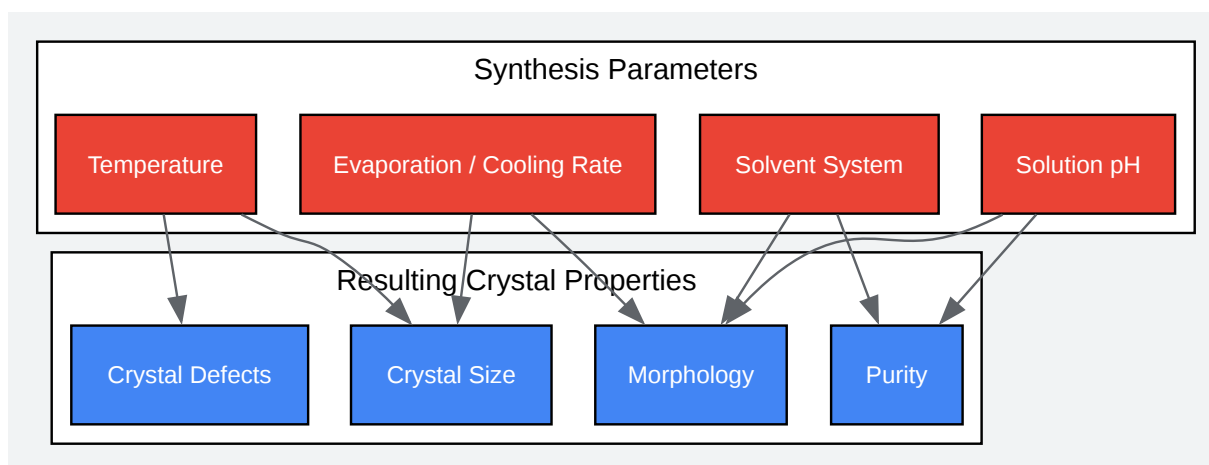 Synthesis Parameters
Temperature
Evaporation / Cooling Rate
Solvent System
Solution pH
Resulting Crystal Properties
Crystal Defects
Crystal Size
Morphology
Purity